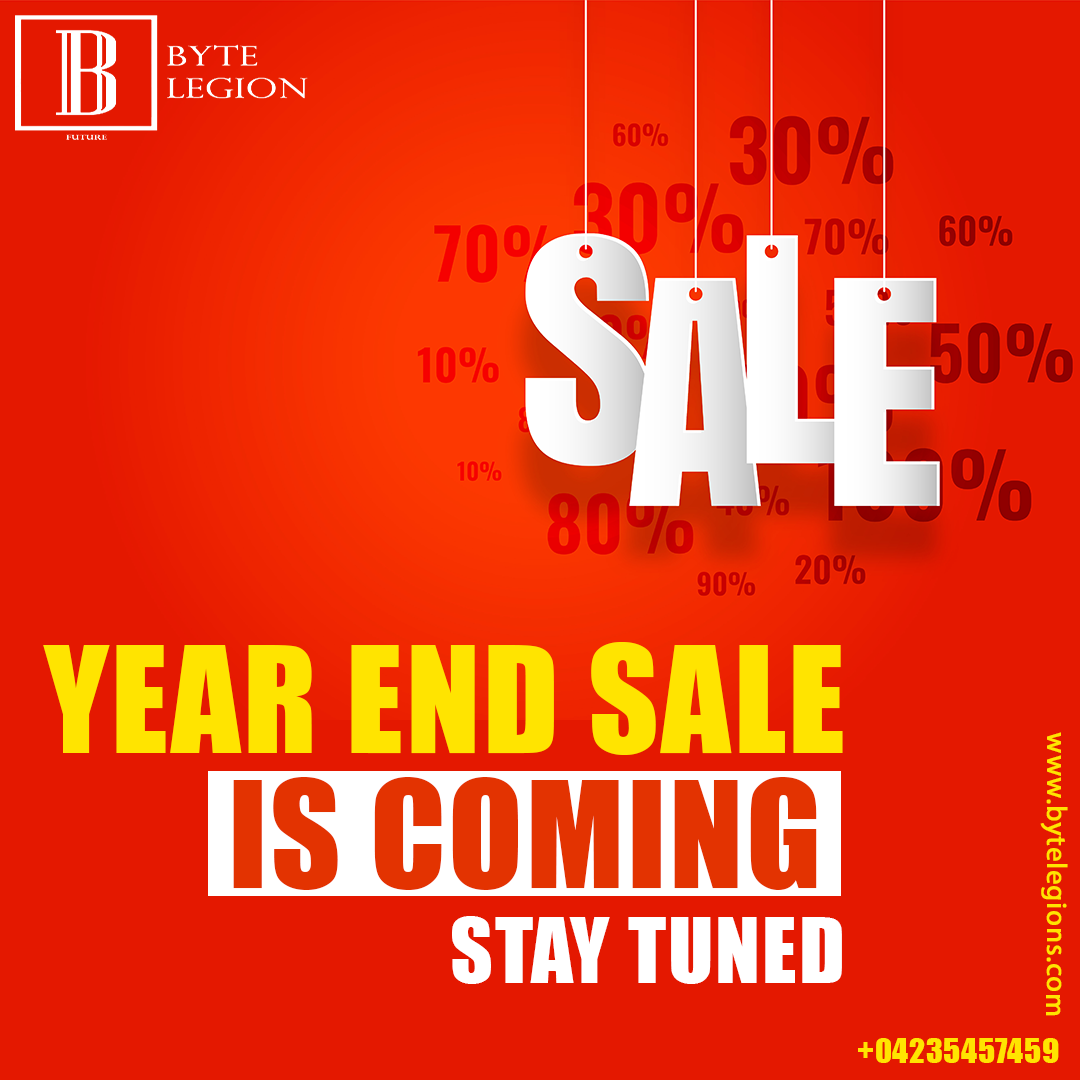 BYTE
LEGION
B
FUTURE
60%
30%
30%
70%
70%
60%
SALE
50%
10%
10%
80%
90%
20%
YEAR END SALE
IS COMING
STAY TUNED
www.bytelegions.com
+04235457459